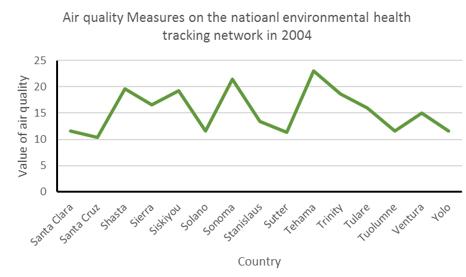 Air quality Measures on the natioanl environmental health
tracking network in 2004
Value of air quality
25
20
15
10
5
0
Santa Clara
Santa Cruz
Shasta
Sierra
Siskiyou
Solano
Sonoma
Stanislaus
Sutter
Tehama
Trinity
Tulare
Tuolumne
Ventura
Yolo
Country